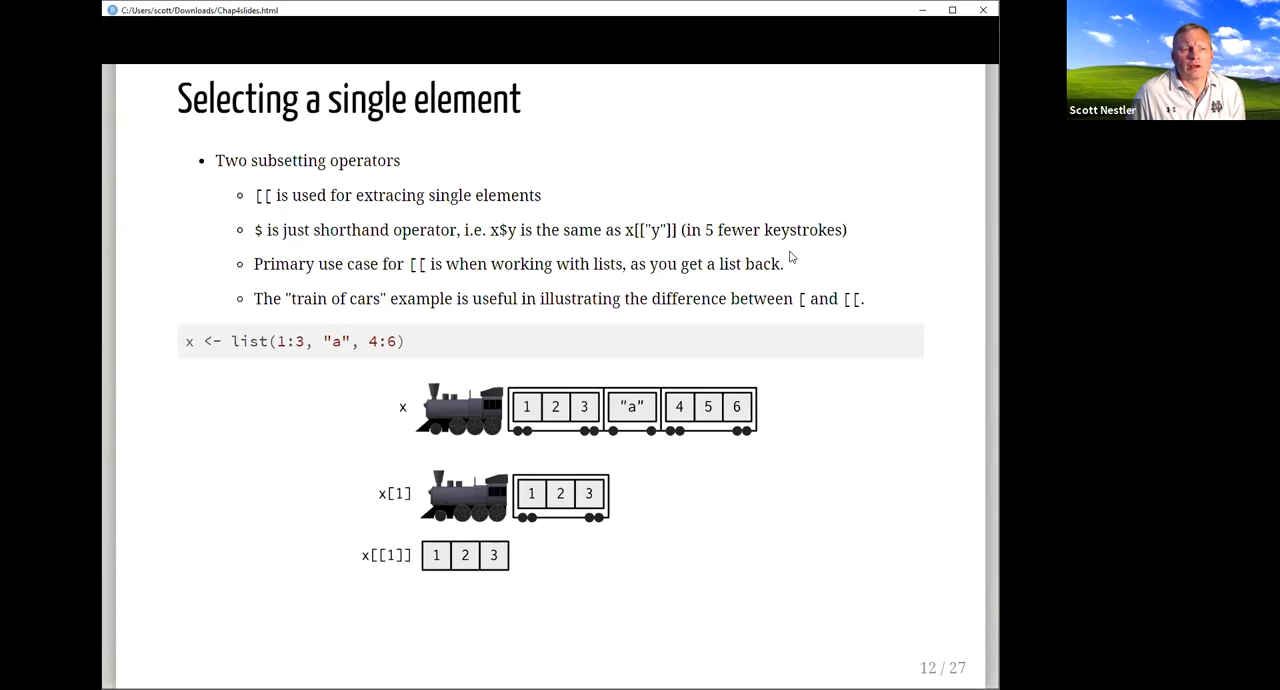 C:/Users/scott/Downloads/Chap4slides.html
Selecting a single element
Two subsetting operators
[[ is used for extracing single elements
$ is just shorthand operator, i.e. x$y is the same as x[["y"]] (in 5 fewer keystrokes)
Primary use case for [[ is when working with lists, as you get a list back.
The "train of cars" example is useful in illustrating the difference between [ and [[.
x <- list(1:3, "a", 4:6)
x 1 2 3 "a" 4 5 6
x[1] 1 2 3
x[[1]] 1 2 3
12 / 27
Scott Nestler